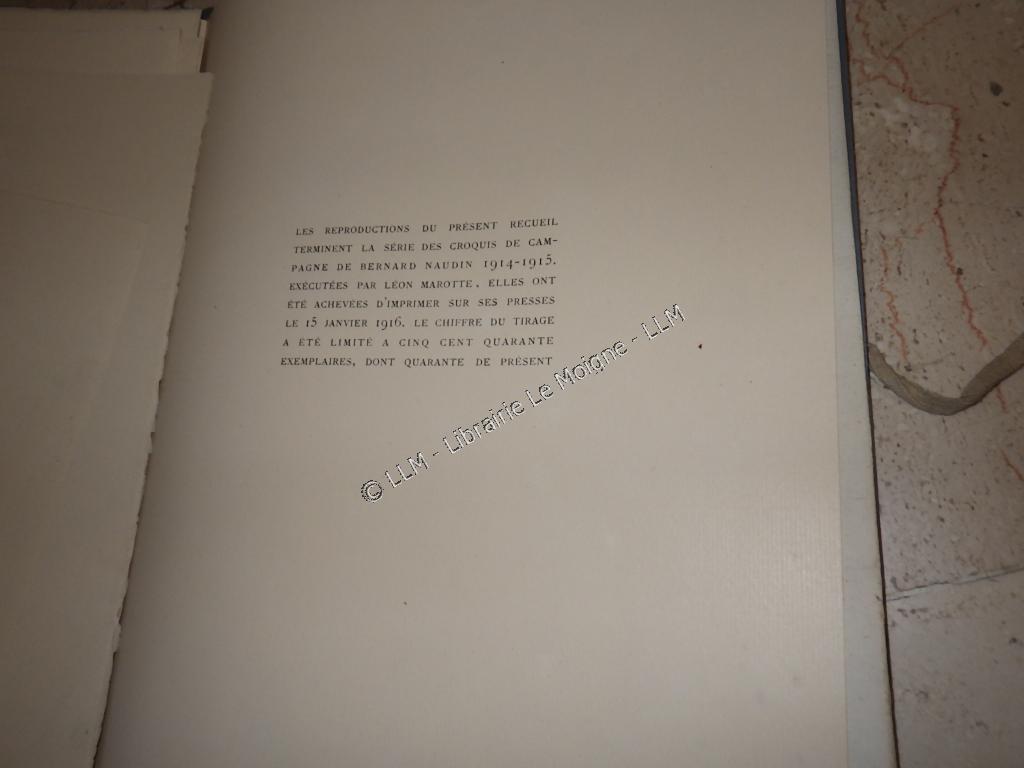 LES REPRODUCTIONS DU PRÉSENT RECUEIL
TERMINENT LA SÉRIE DES CROQUIS DE CAM-
PAGNE DE BERNARD NAUDIN 1914-1915.
EXÉCUTÉES PAR LÉON MAROTTE, ELLES ONT
ÉTÉ ACHEVÉES D'IMPRIMER SUR SES PRESSES
LE 15 JANVIER 1916. LE CHIFFRE DU TIRAGE
A ÉTÉ LIMITÉ A CINQ CENT QUARANTE
EXEMPLAIRES, DONT QUARANTE DE PRÉSENT
© LLM - Librairie Le Moigne - LLM